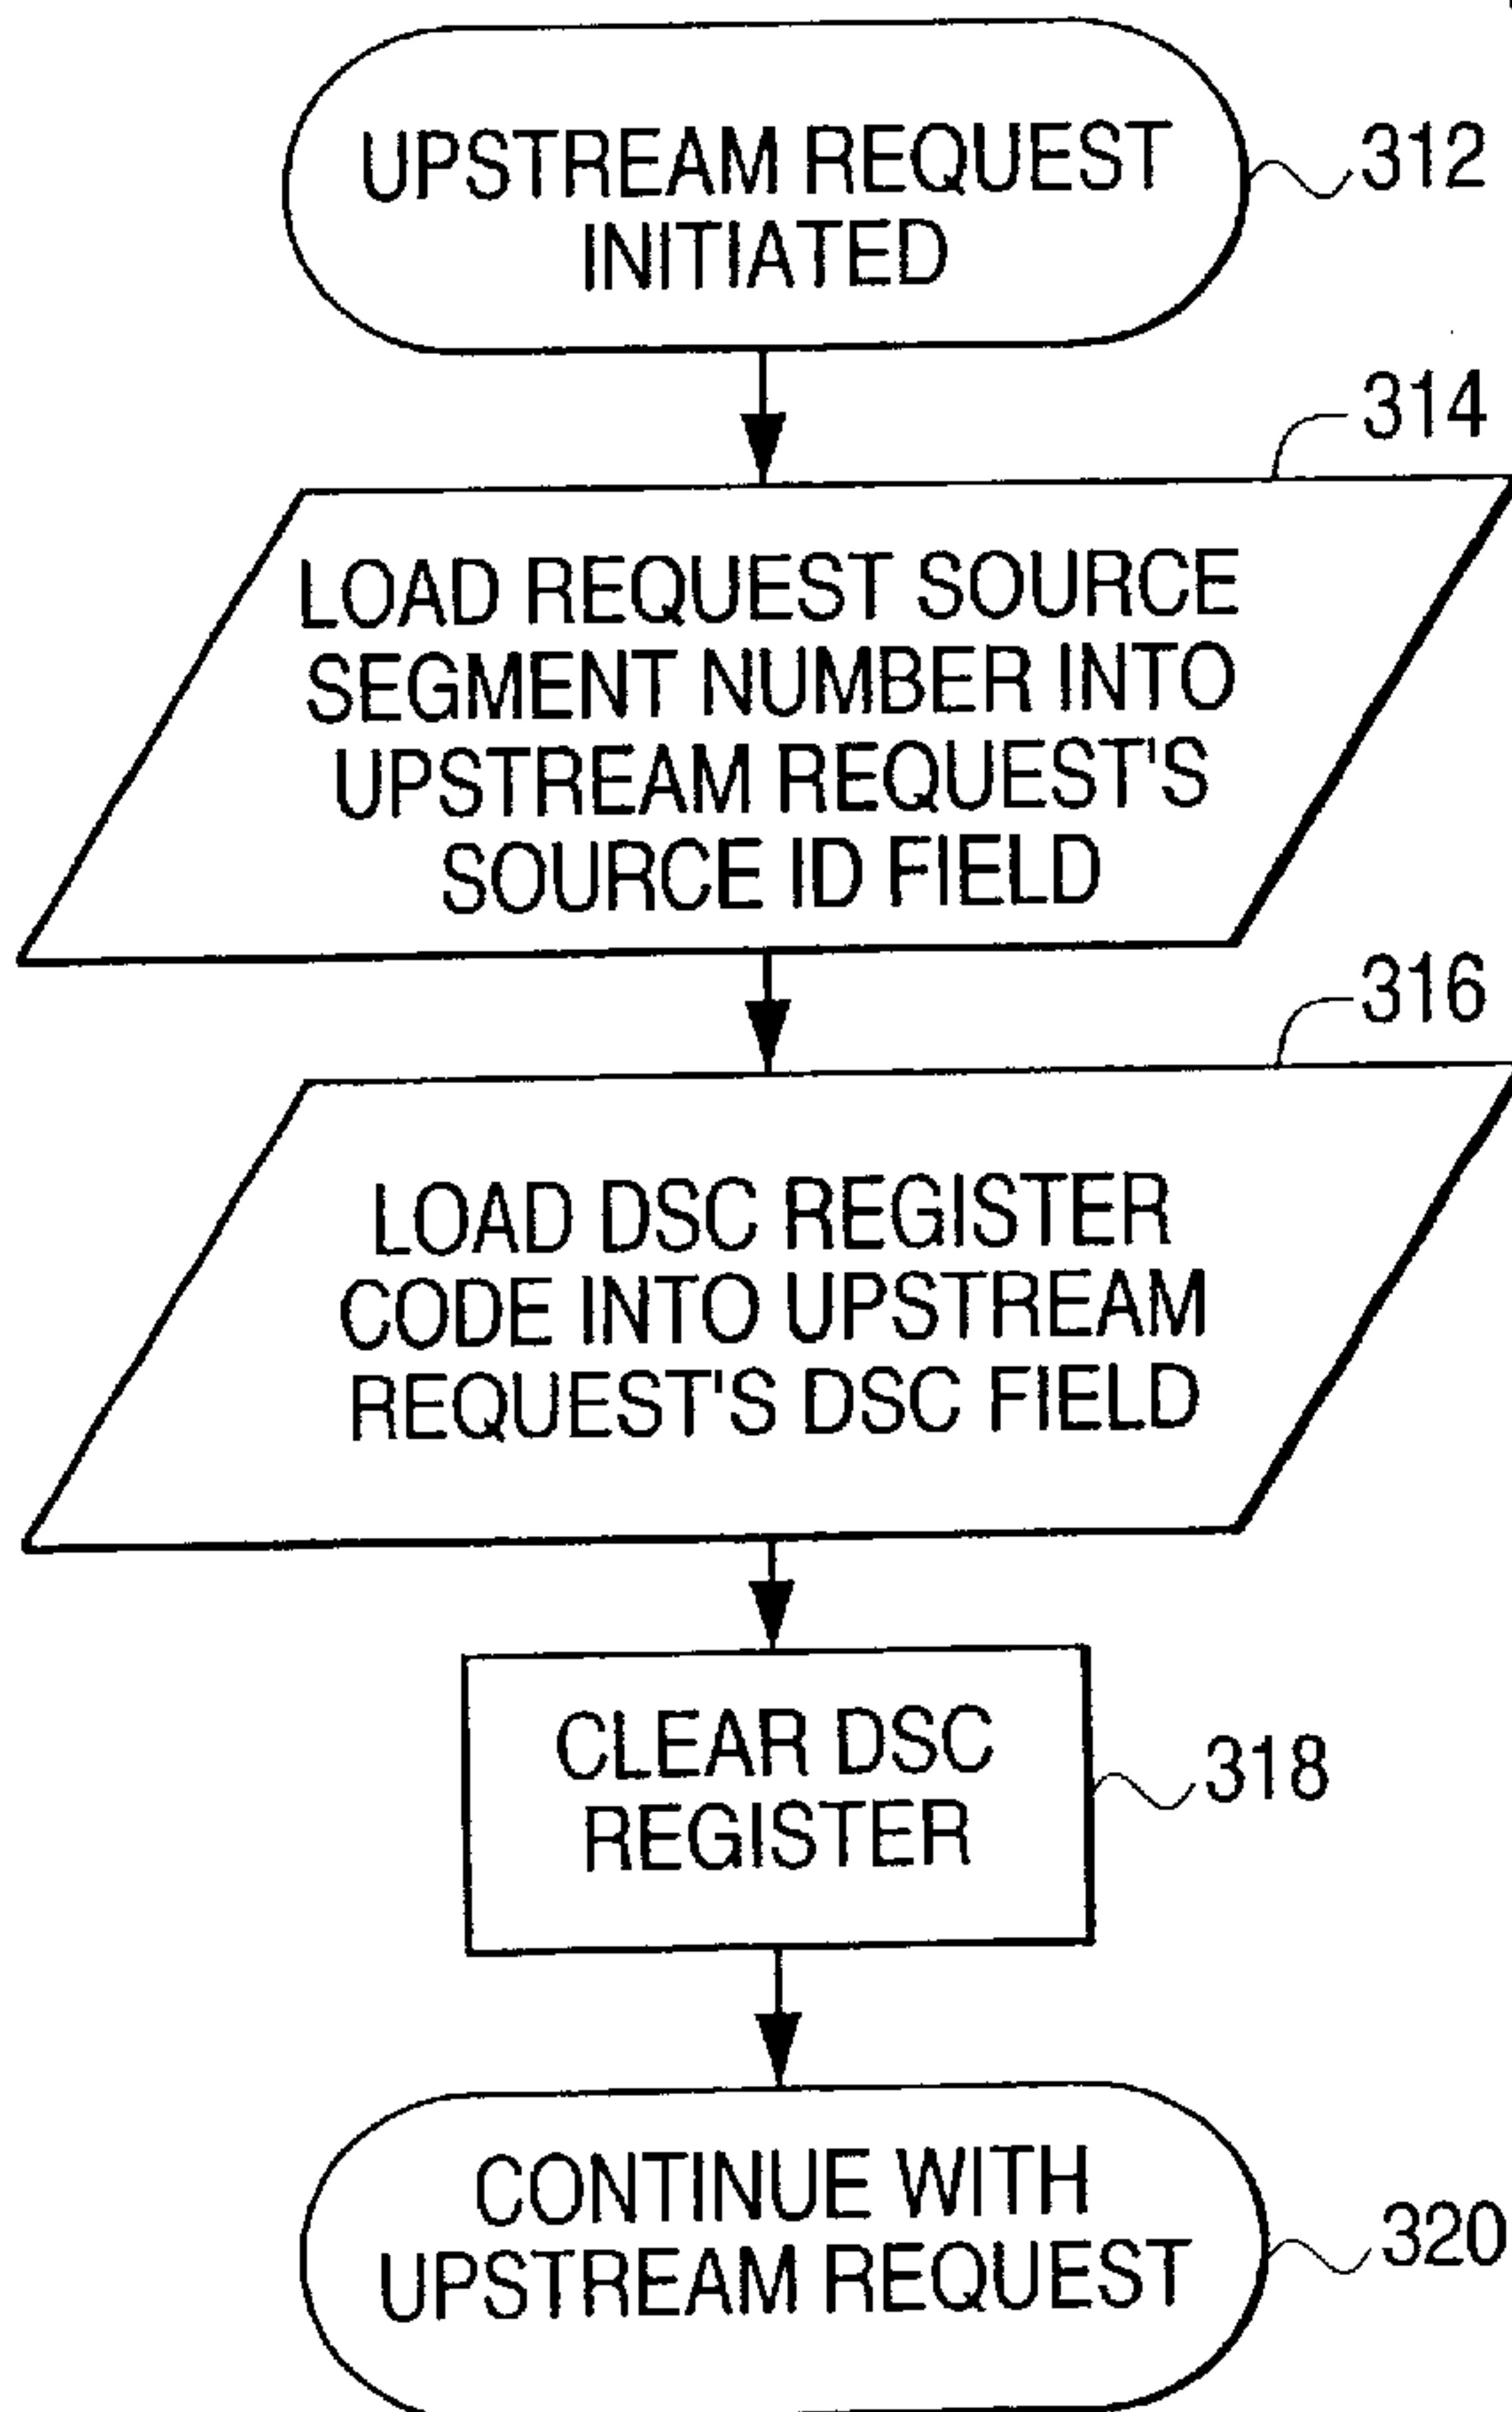 UPSTREAM REQUEST
INITIATED
312
314
LOAD REQUEST SOURCE
SEGMENT NUMBER INTO
UPSTREAM REQUEST'S
SOURCE ID FIELD
316
LOAD DSC REGISTER
CODE INTO UPSTREAM
REQUEST'S DSC FIELD
CLEAR DSC
REGISTER
318
CONTINUE WITH
UPSTREAM REQUEST
320